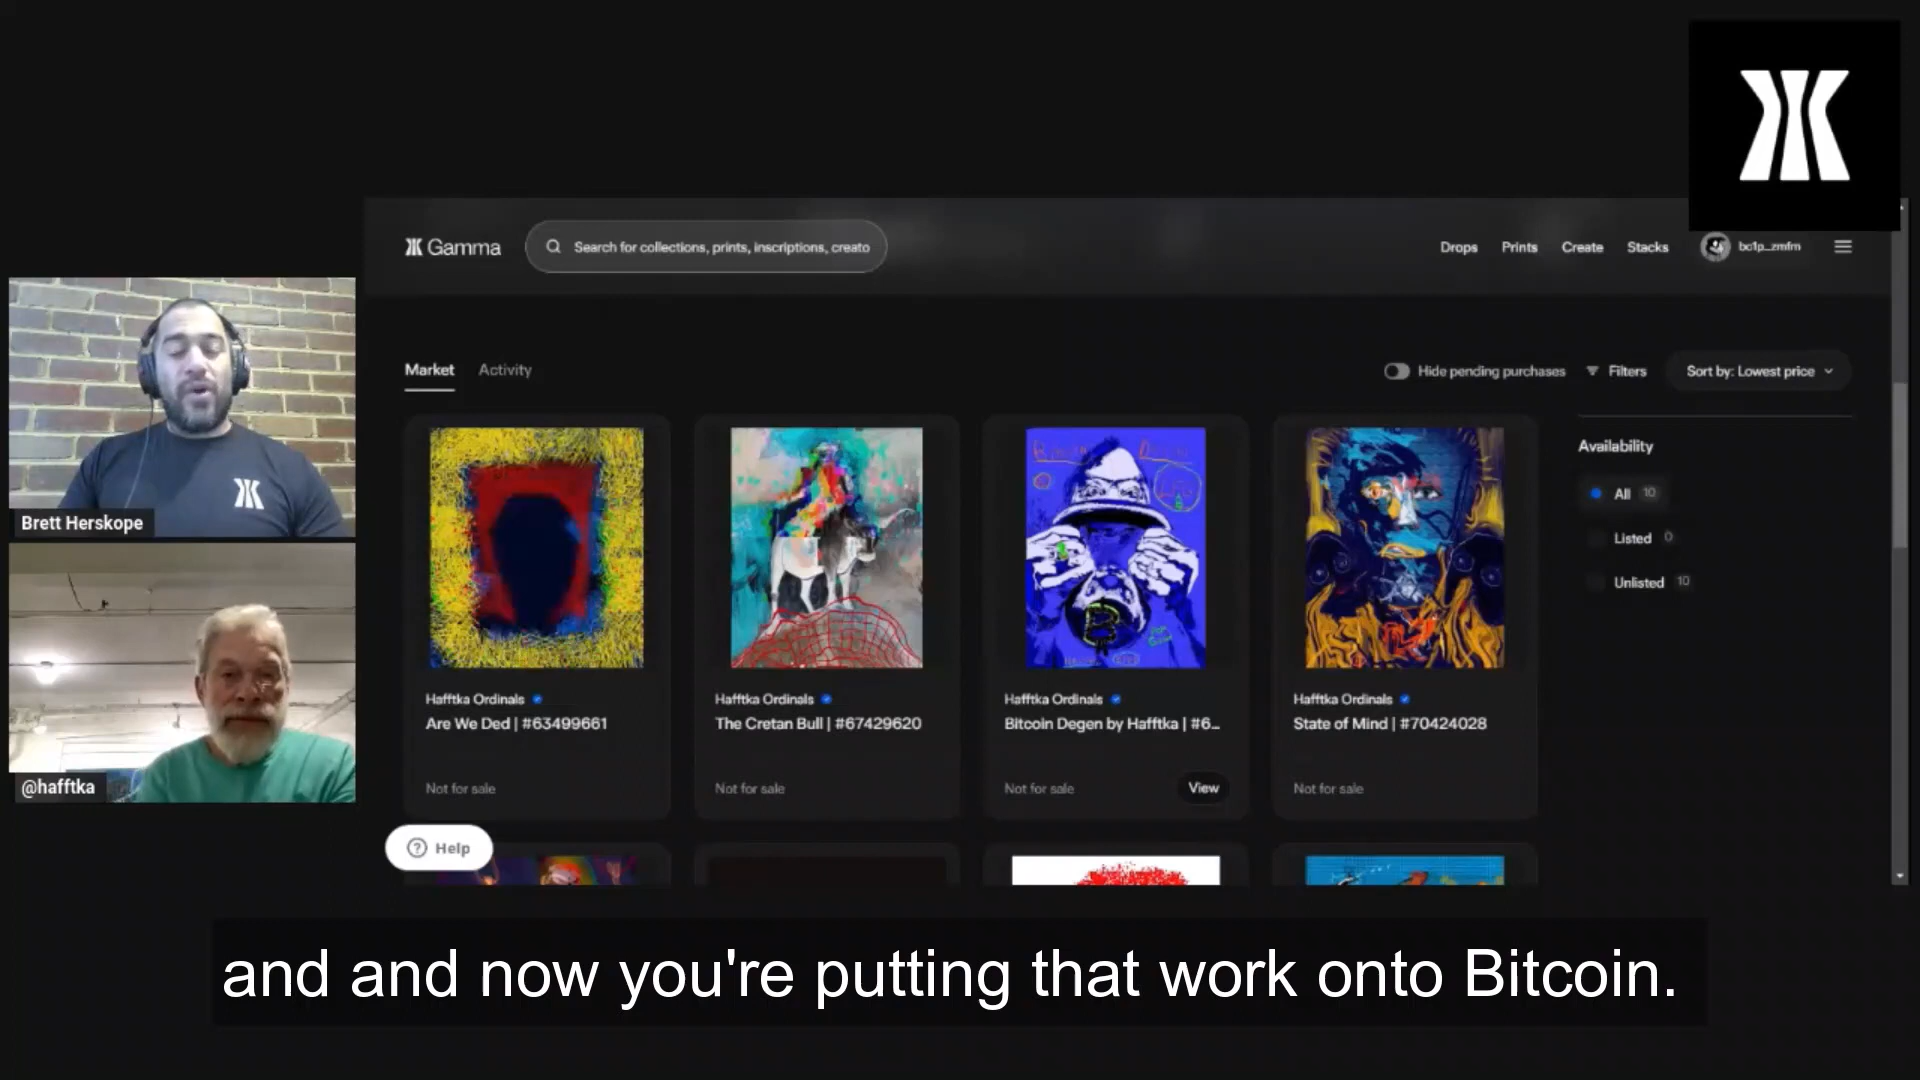 Gamma
Search for collections, prints, inscriptions, creato
Drops
Prints
Create
Stacks
bc1p_zmfm
Market
Activity
Hide pending purchases
Filters
Sort by: Lowest price
Brett Herskope
@hafftka
Hafftka Ordinals
Are We Ded | #63499661
Not for sale
Hafftka Ordinals
The Cretan Bull | #67429620
Not for sale
Hafftka Ordinals
Bitcoin Degen by Hafftka | #6...
Not for sale
View
Hafftka Ordinals
State of Mind | #70424028
Not for sale
Availability
All 10
Listed 0
Unlisted 10
Help
and and now you're putting that work onto Bitcoin.